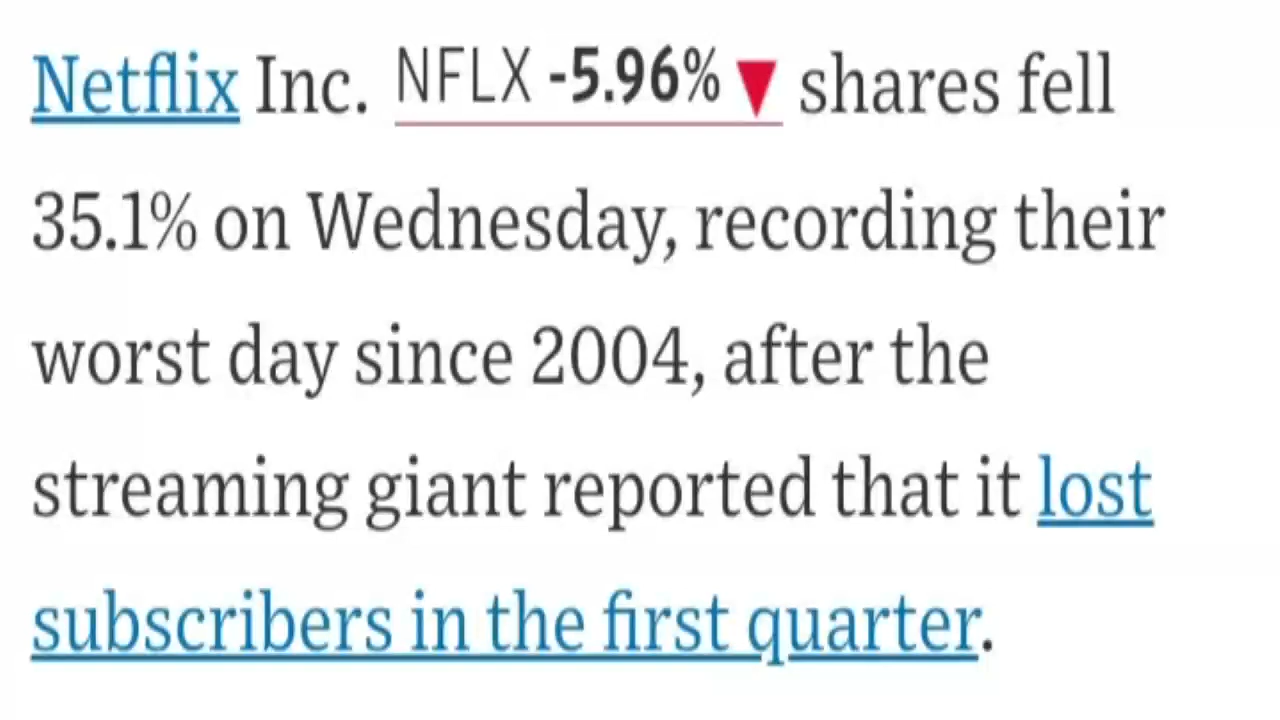 Netflix Inc. NFLX -5.96% ▼ shares fell
35.1% on Wednesday, recording their
worst day since 2004, after the
streaming giant reported that it lost
subscribers in the first quarter.